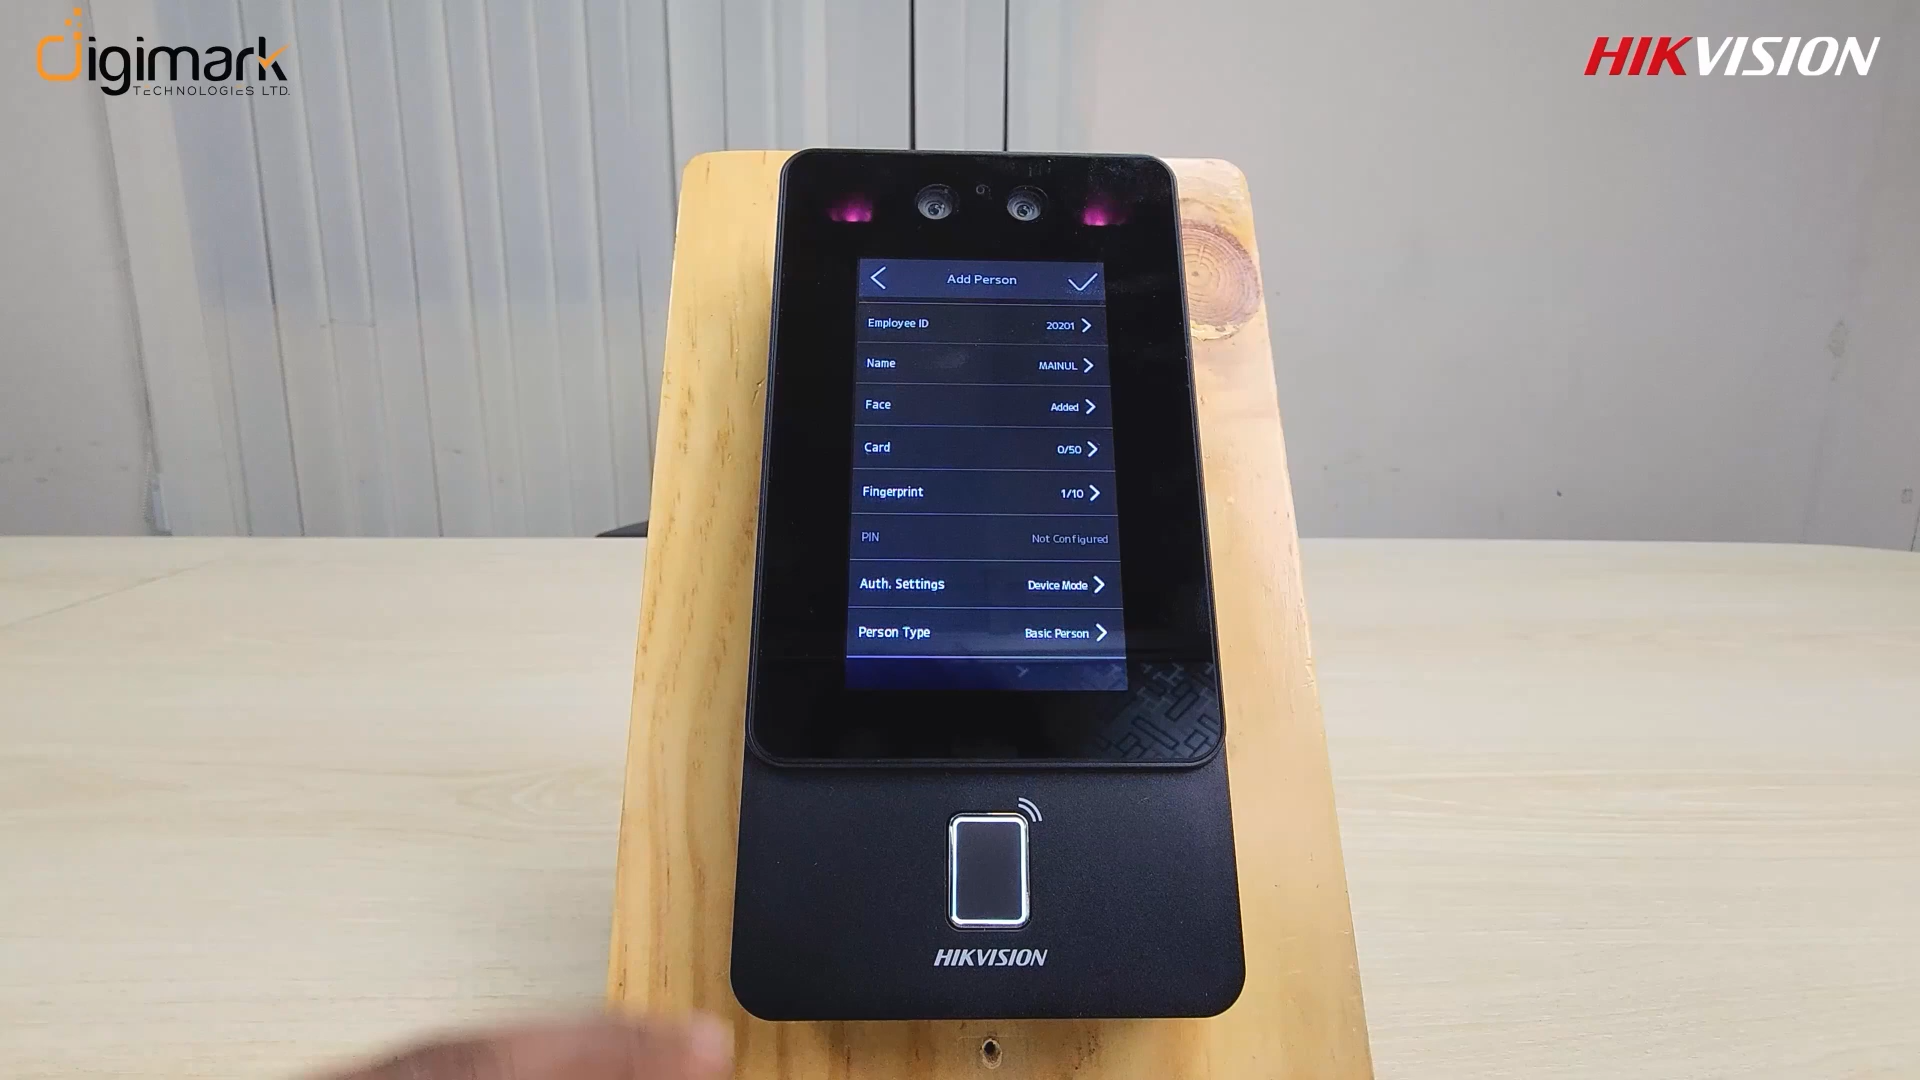 digimark
TECHNOLOGIES LTD.
HIKVISION
Add Person
Employee ID 20201
Name MAINUL
Face Added
Card 0/50
Fingerprint 1/10
PIN Not Configured
Auth. Settings Device Mode
Person Type Basic Person
HIKVISION